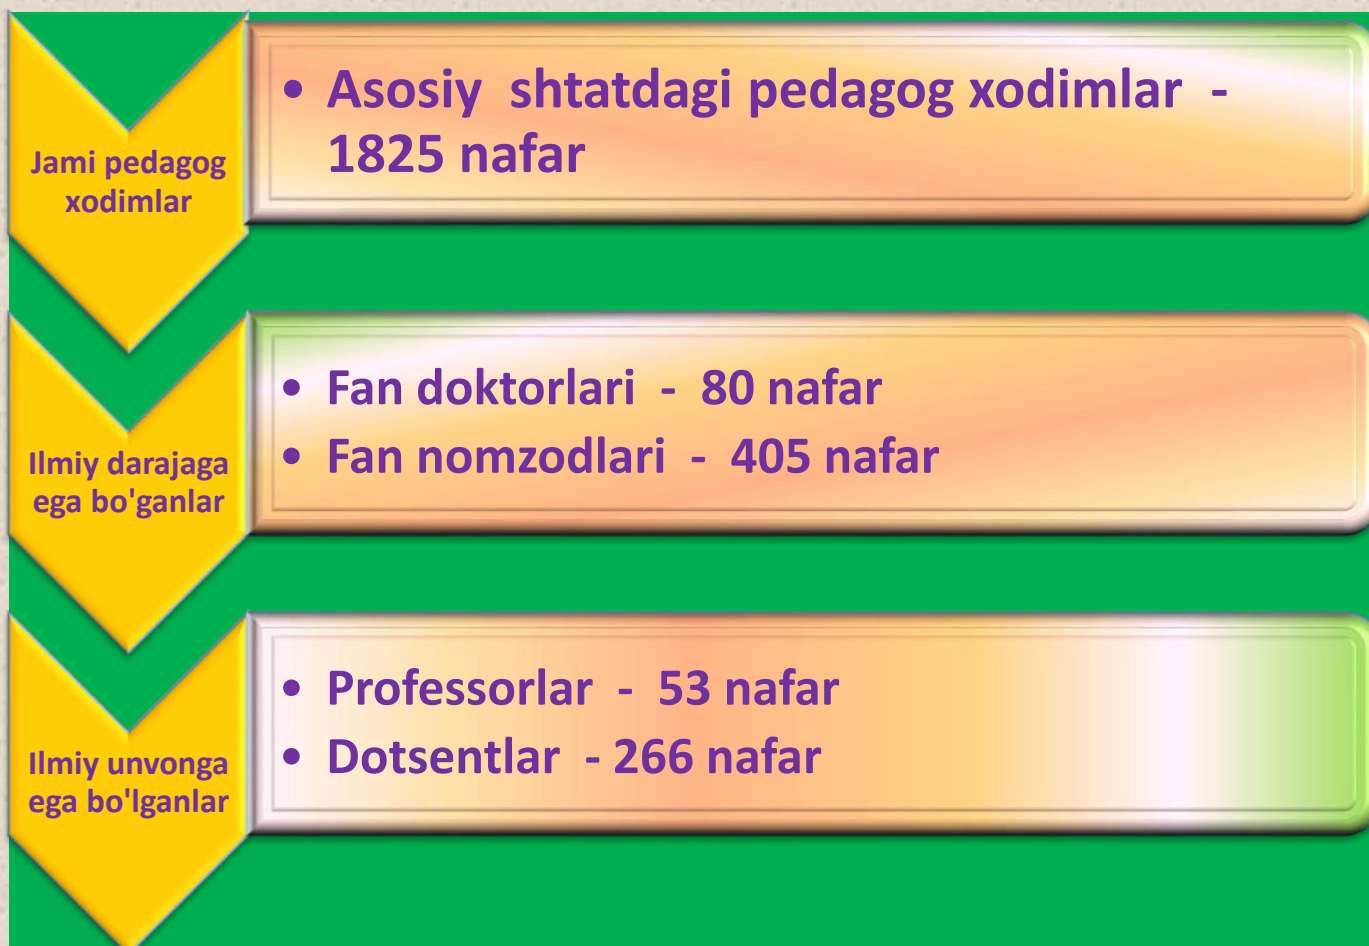 Jami pedagog
xodimlar
• Asosiy shtatdagi pedagog xodimlar -
1825 nafar
Ilmiy darajaga
ega bo'ganlar
• Fan doktorlari - 80 nafar
• Fan nomzodlari - 405 nafar
Ilmiy unvonga
ega bo'lganlar
• Professorlar - 53 nafar
• Dotsentlar - 266 nafar